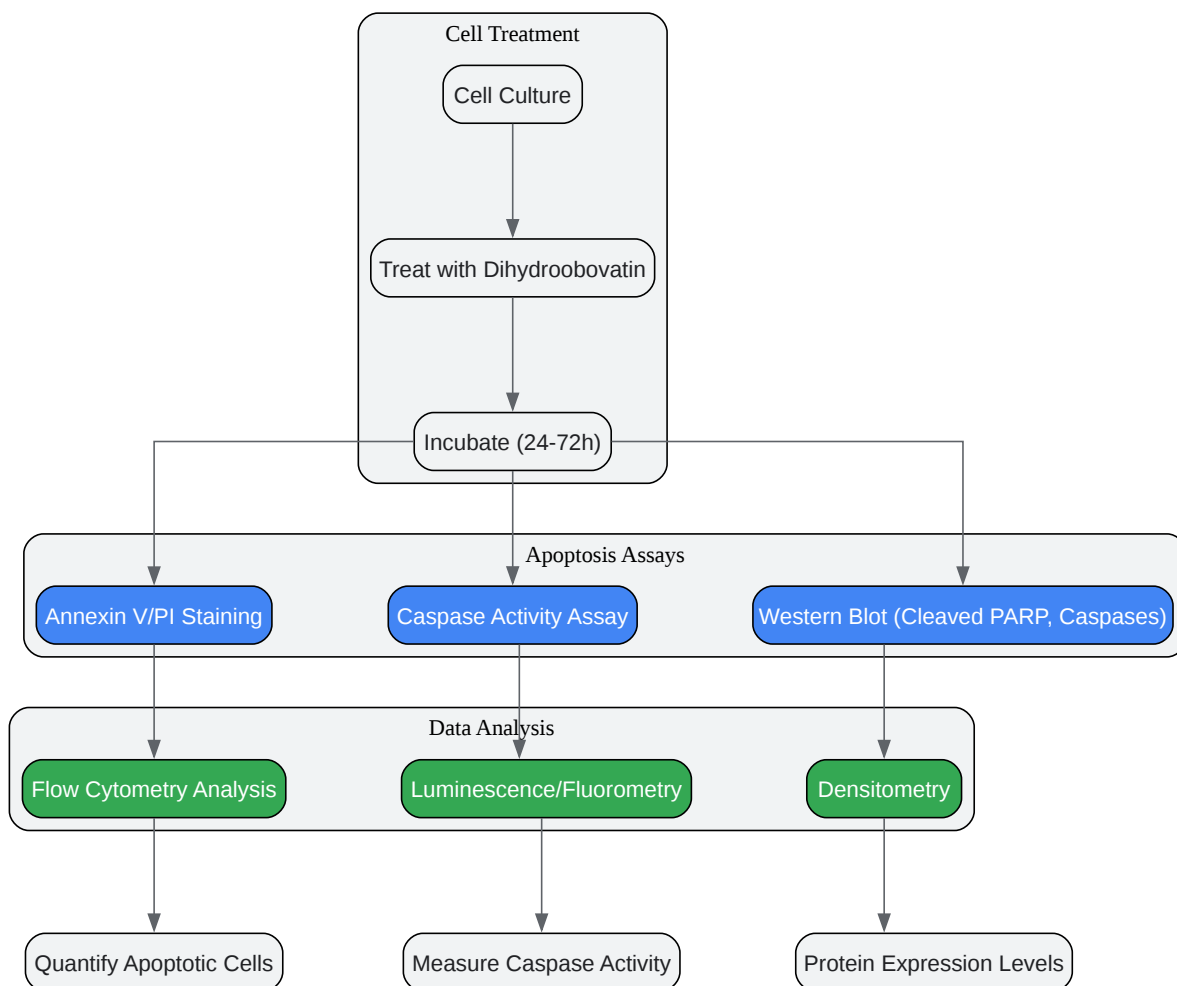 Cell Treatment
Cell Culture
Treat with Dihydroobovatin
Incubate (24-72h)
Apoptosis Assays
Annexin V/PI Staining
Caspase Activity Assay
Western Blot (Cleaved PARP, Caspases)
Data Analysis
Flow Cytometry Analysis
Luminescence/Fluorometry
Densitometry
Quantify Apoptotic Cells
Measure Caspase Activity
Protein Expression Levels